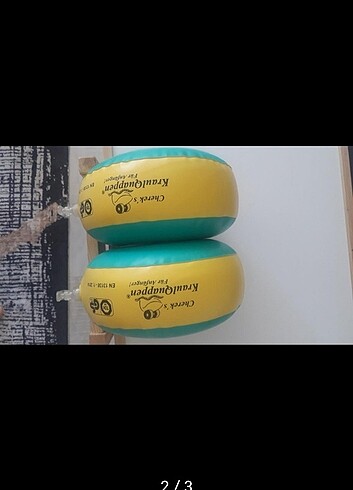 Cherek's
KraulQuappen®
Für Anfänger!
EN 13138-1
Cherek's
KraulQuappen®
Für Anfänger!
EN 13138-1
2/3